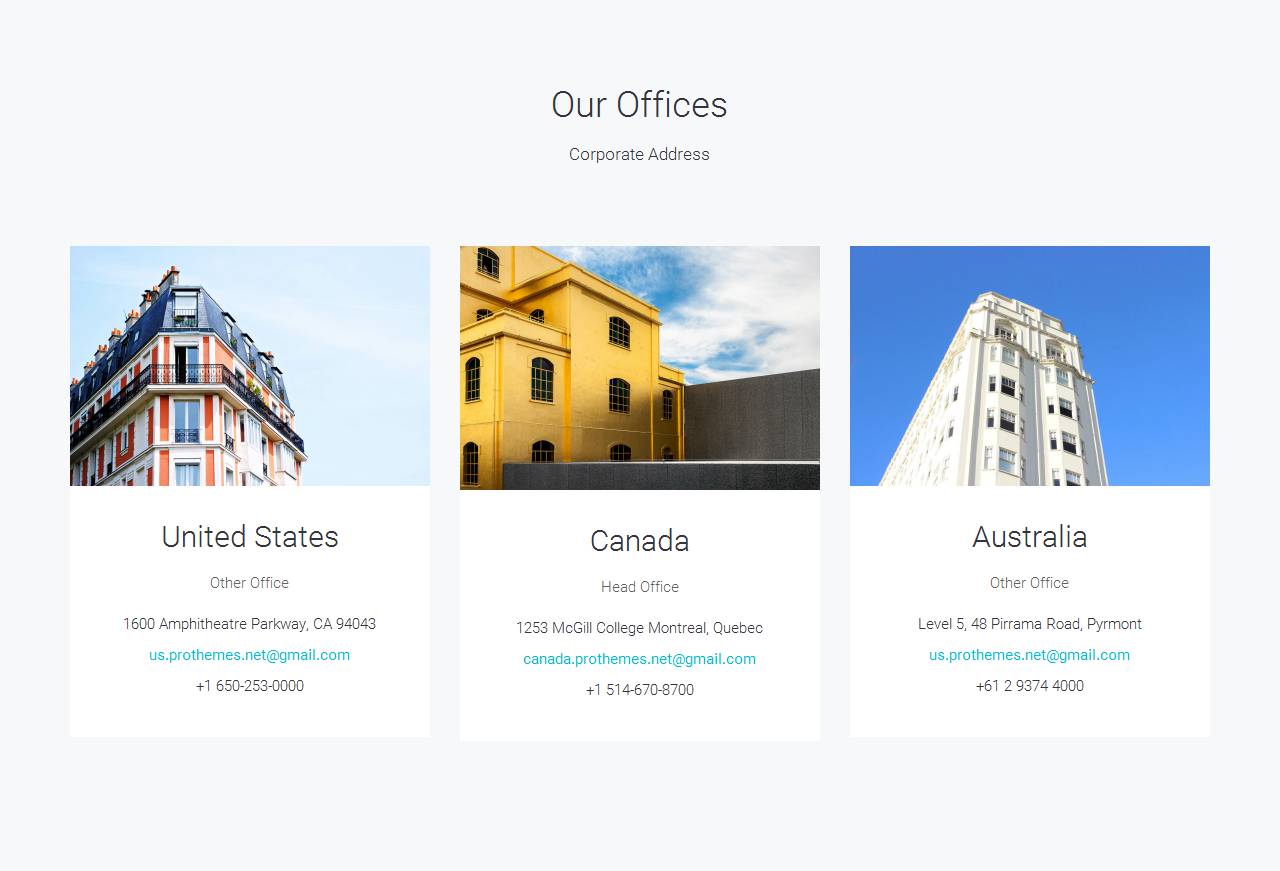 Our Offices
Corporate Address
United States
Other Office
1600 Amphitheatre Parkway, CA 94043
us.prothemes.net@gmail.com
+1 650-253-0000
Canada
Head Office
1253 McGill College Montreal, Quebec
canada.prothemes.net@gmail.com
+1 514-670-8700
Australia
Other Office
Level 5, 48 Pirrama Road, Pyrmont
us.prothemes.net@gmail.com
+61 2 9374 4000